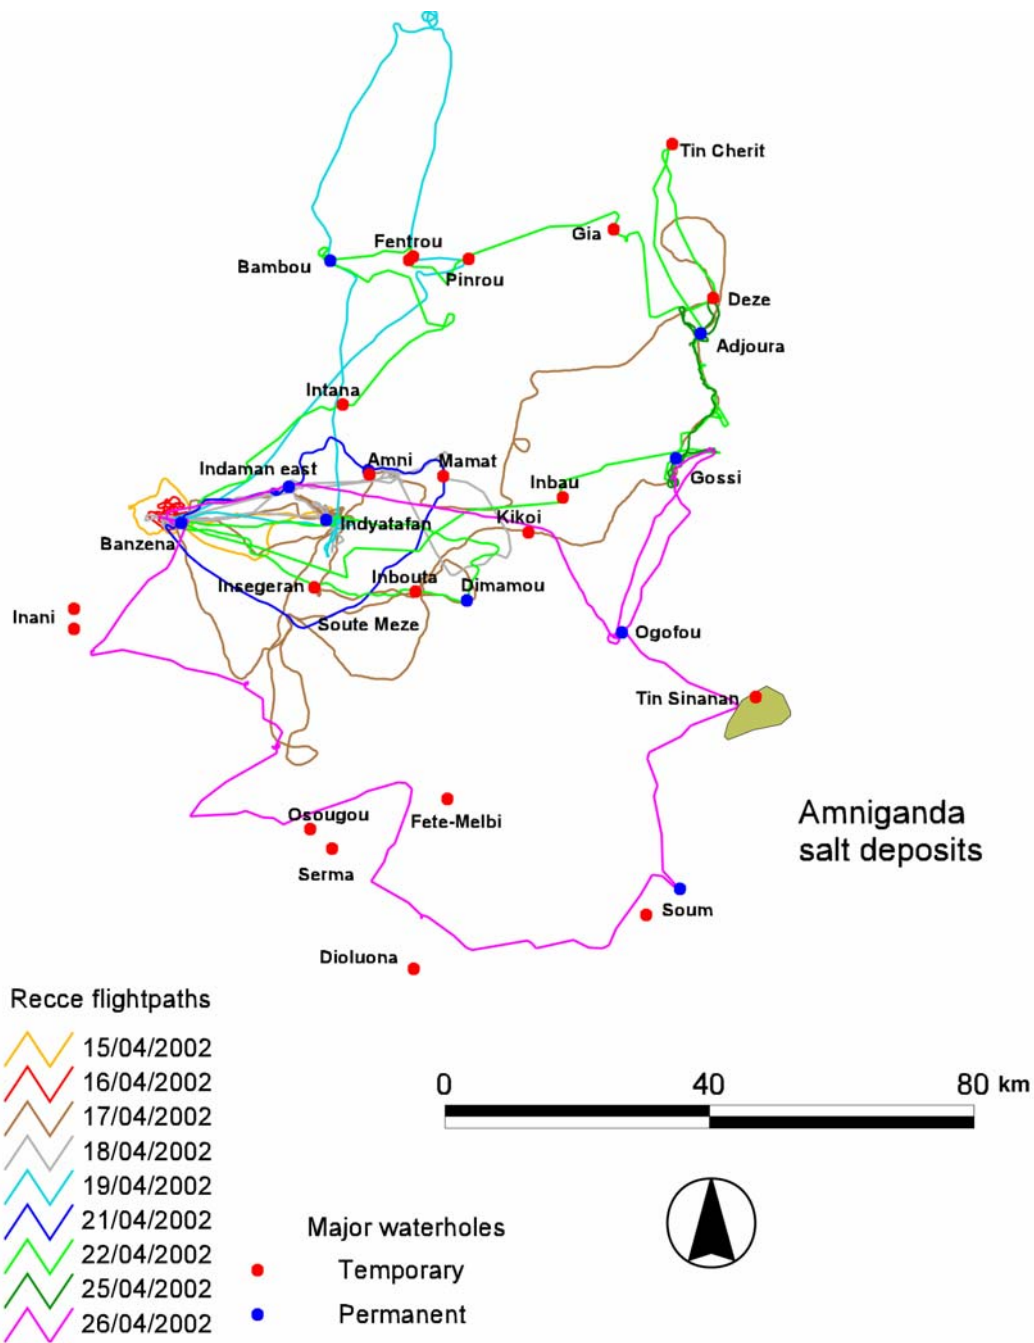 Tin Cherit
Fentrou
Gia
Bambou
Pinrou
Deze
Adjoura
Intana
Amni
Mamat
Indaman east
Inbau
Gossi
Kikoi
Indyatafan
Banzena
Inbouta
Insegeran
Dimamou
Inani
Soute Meze
Ogofou
Tin Sinanan
Amniganda
salt deposits
Osougou
Fete-Melbi
Serma
Soum
Dioluona
Recce flightpaths
15/04/2002
16/04/2002
17/04/2002
18/04/2002
19/04/2002
21/04/2002
22/04/2002
25/04/2002
26/04/2002
0 40 80 km
Major waterholes
Temporary
Permanent